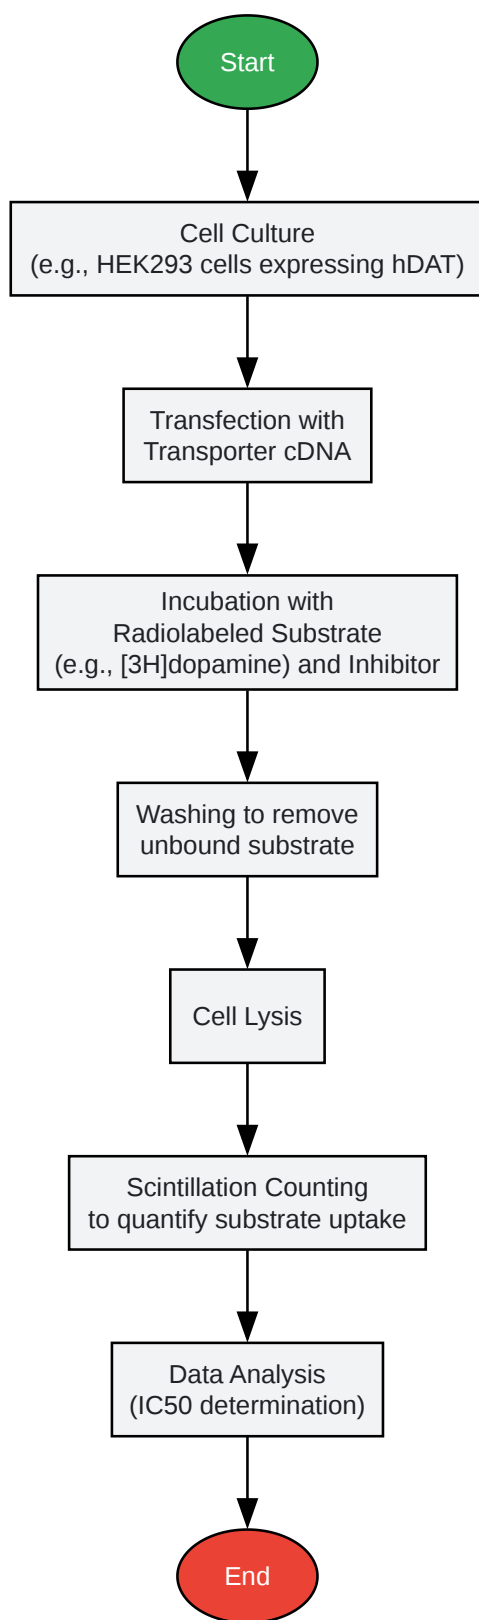 Start
Cell Culture
(e.g., HEK293 cells expressing hDAT)
Transfection with
Transporter cDNA
Incubation with
Radiolabeled Substrate
(e.g., [3H]dopamine) and Inhibitor
Washing to remove
unbound substrate
Cell Lysis
Scintillation Counting
to quantify substrate uptake
Data Analysis
(IC50 determination)
End